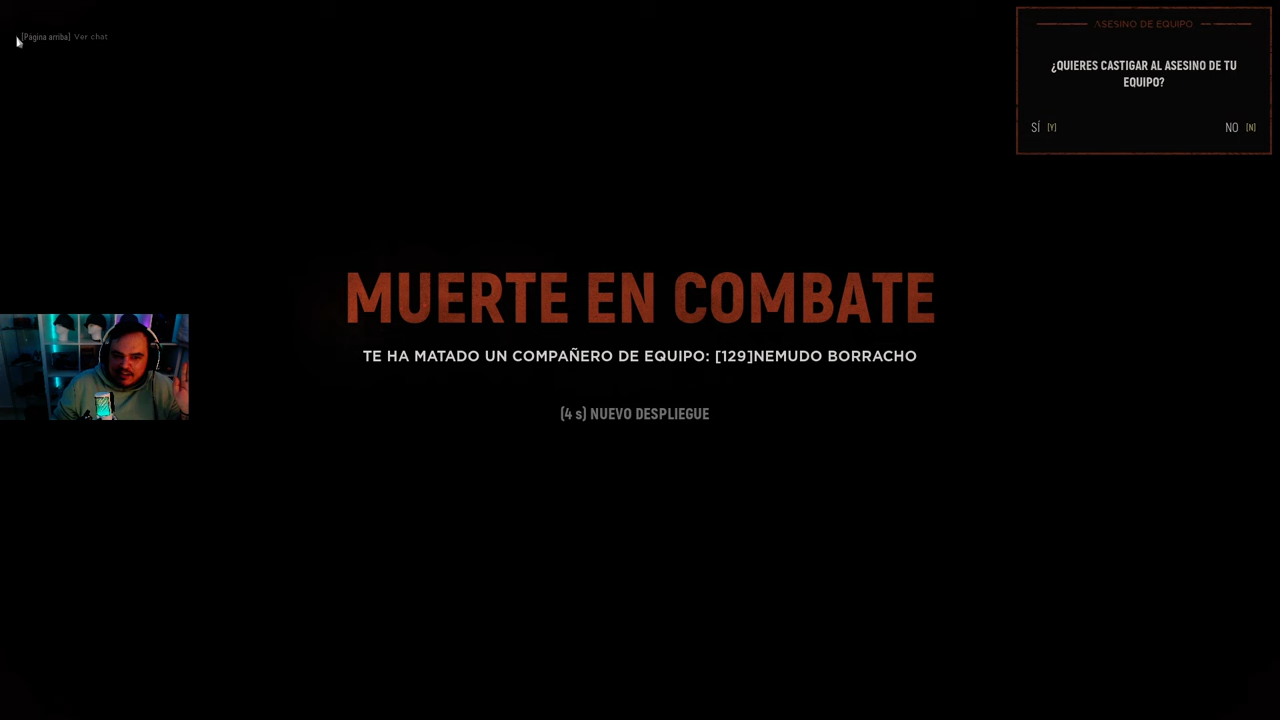 [Página arriba] Ver chat
ASESINO DE EQUIPO
¿QUIERES CASTIGAR AL ASESINO DE TU
EQUIPO?
SÍ [Y]
NO [N]
MUERTE EN COMBATE
TE HA MATADO UN COMPAÑERO DE EQUIPO: [129]NEMUDO BORRACHO
(4 s) NUEVO DESPLIEGUE